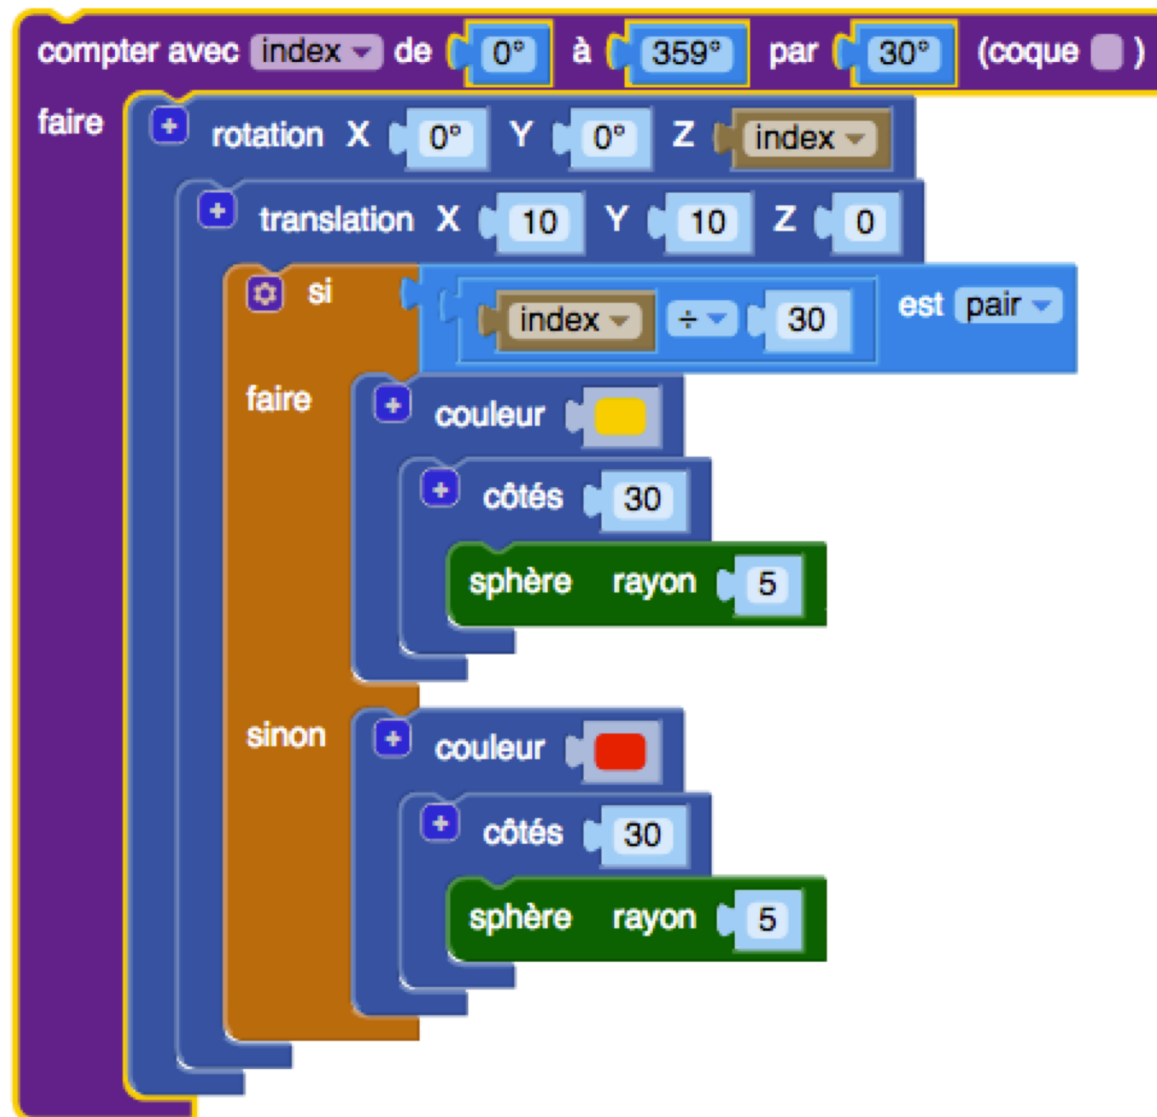 compter avec index de 0° à 359° par 30° (coque )
faire + rotation X 0° Y 0° Z index
+ translation X 10 Y 10 Z 0
si index ÷ 30 est pair
faire + couleur
+ côtés 30
sphère rayon 5
sinon + couleur
+ côtés 30
sphère rayon 5